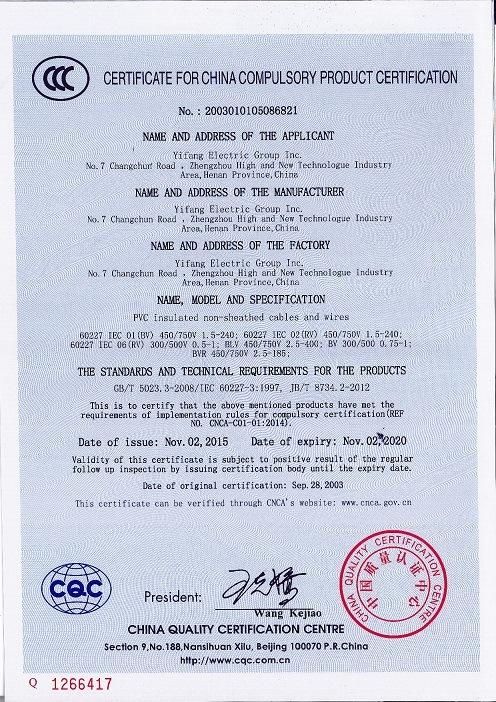 CCC
CERTIFICATE FOR CHINA COMPULSORY PRODUCT CERTIFICATION
No. : 2003010105086821
NAME AND ADDRESS OF THE APPLICANT
Yifang Electric Group Inc.
No. 7 Changchun Road , Zhengzhou High and New Technologue Industry
Area, Henan Province, China
NAME AND ADDRESS OF THE MANUFACTURER
Yifang Electric Group Inc.
No. 7 Changchun Road , Zhengzhou High and New Technologue Industry
Area, Henan Province, China
NAME AND ADDRESS OF THE FACTORY
Yifang Electric Group Inc.
No. 7 Changchun Road , Zhengzhou High and New Technologue Industry
Area, Henan Province, China
NAME, MODEL AND SPECIFICATION
PVC insulated non-sheathed cables and wires
60227 IEC 01(BV) 450/750V 1.5-240; 60227 IEC 02(RV) 450/750V 1.5-240;
60227 IEC 06(RV) 300/500V 0.5-1; BLV 450/750V 2.5-400; BV 300/500 0.75-1;
BVR 450/750V 2.5-185;
THE STANDARDS AND TECHNICAL REQUIREMENTS FOR THE PRODUCTS
GB/T 5023.3-2008/IEC 60227-3:1997, JB/T 8734.2-2012
This is to certify that the above mentioned products have met the
requirements of implementation rules for compulsory certification(REF
NO. CNCA-C01-01:2014).
Date of issue: Nov. 02, 2015 Date of expiry: Nov. 02, 2020
Validity of this certificate is subject to positive result of the regular
follow up inspection by issuing certification body until the expiry date.
Date of original certification: Sep. 28, 2003
This certificate can be verified through CNCA's website: www.cnca.gov.cn
CHINA QUALITY CERTIFICATION CENTRE
中国质量认证中心
CQC
President:
Wang Kejiao
CHINA QUALITY CERTIFICATION CENTRE
Section 9, No.188, Nansihuan Xilu, Beijing 100070 P.R.China
http://www.cqc.com.cn
Q 1266417